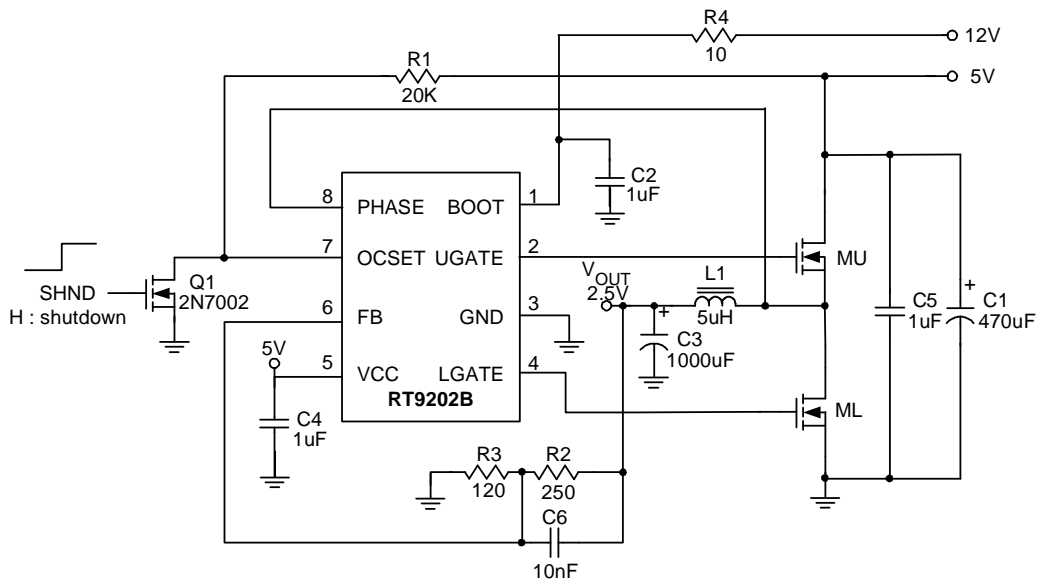 R4
12V
10
R1
5V
20K
C2
1uF
8 PHASE BOOT 1
7 OCSET UGATE 2
MU
Q1
2N7002
SHND
H : shutdown
VOUT
2.5V
L1
5uH
+
6 FB GND 3
C3
1000uF
C5
1uF
+
C1
470uF
5V
5 VCC LGATE 4
RT9202B
ML
C4
1uF
R3
120
R2
250
C6
10nF